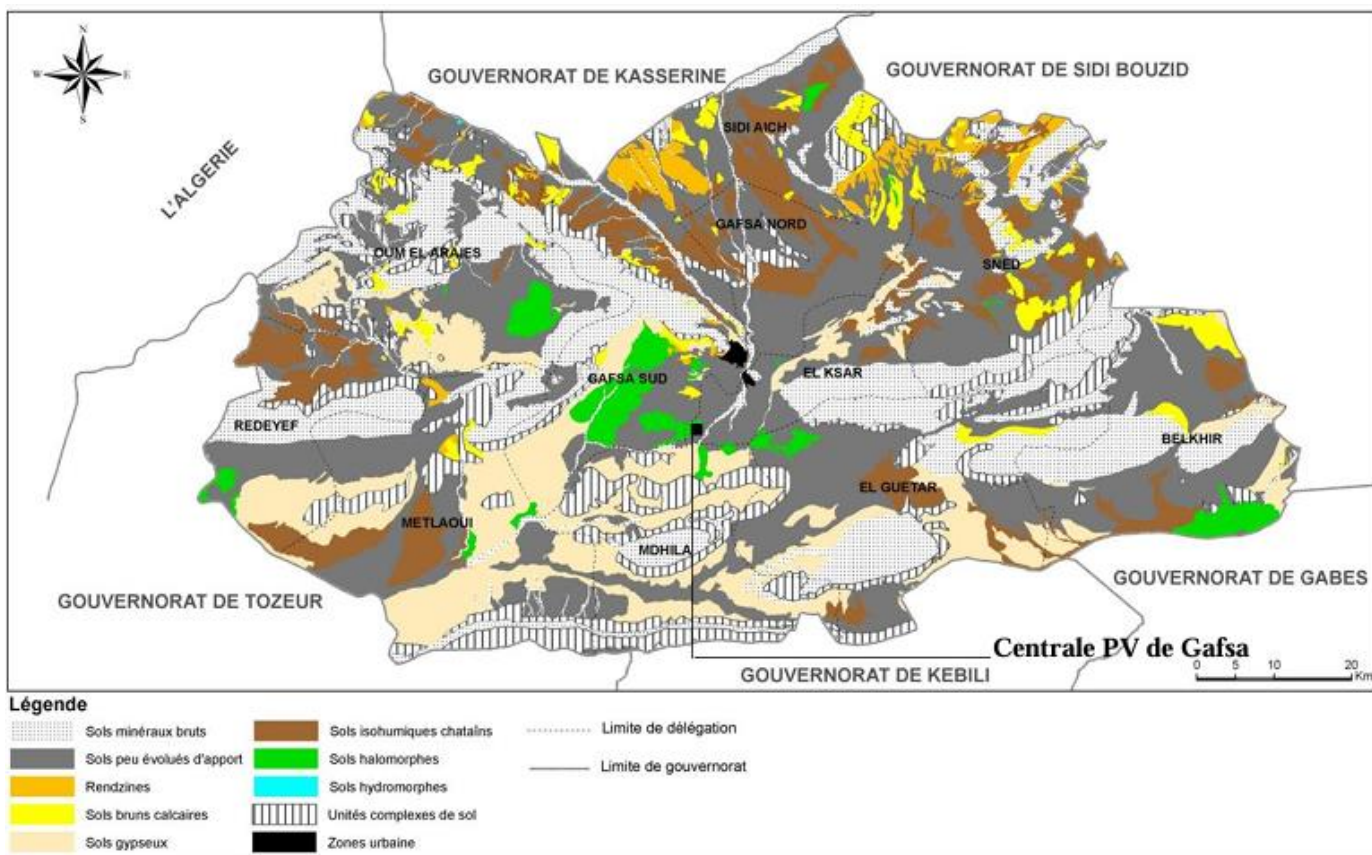 N
W E
S
GOUVERNORAT DE KASSERINE
GOUVERNORAT DE SIDI BOUZID
L'ALGERIE
SIDI AICH
GAFSA NORD
OUM EL ARAJES
SNED
GAFSA SUD
EL KSAR
REDEYEF
BELKHIR
EL GUETAR
METLAOUI
MDHILA
GOUVERNORAT DE TOZEUR
GOUVERNORAT DE GABES
Centrale PV de Gafsa
GOUVERNORAT DE KEBILI
0 5 10 20
Km
Légende
Sols minéraux bruts
Sols peu évolués d'apport
Rendzines
Sols bruns calcaires
Sols gypseux
Sols isohumiques chataîns
Sols halomorphes
Sols hydromorphes
Unités complexes de sol
Zones urbaine
Limite de délégation
Limite de gouvernorat